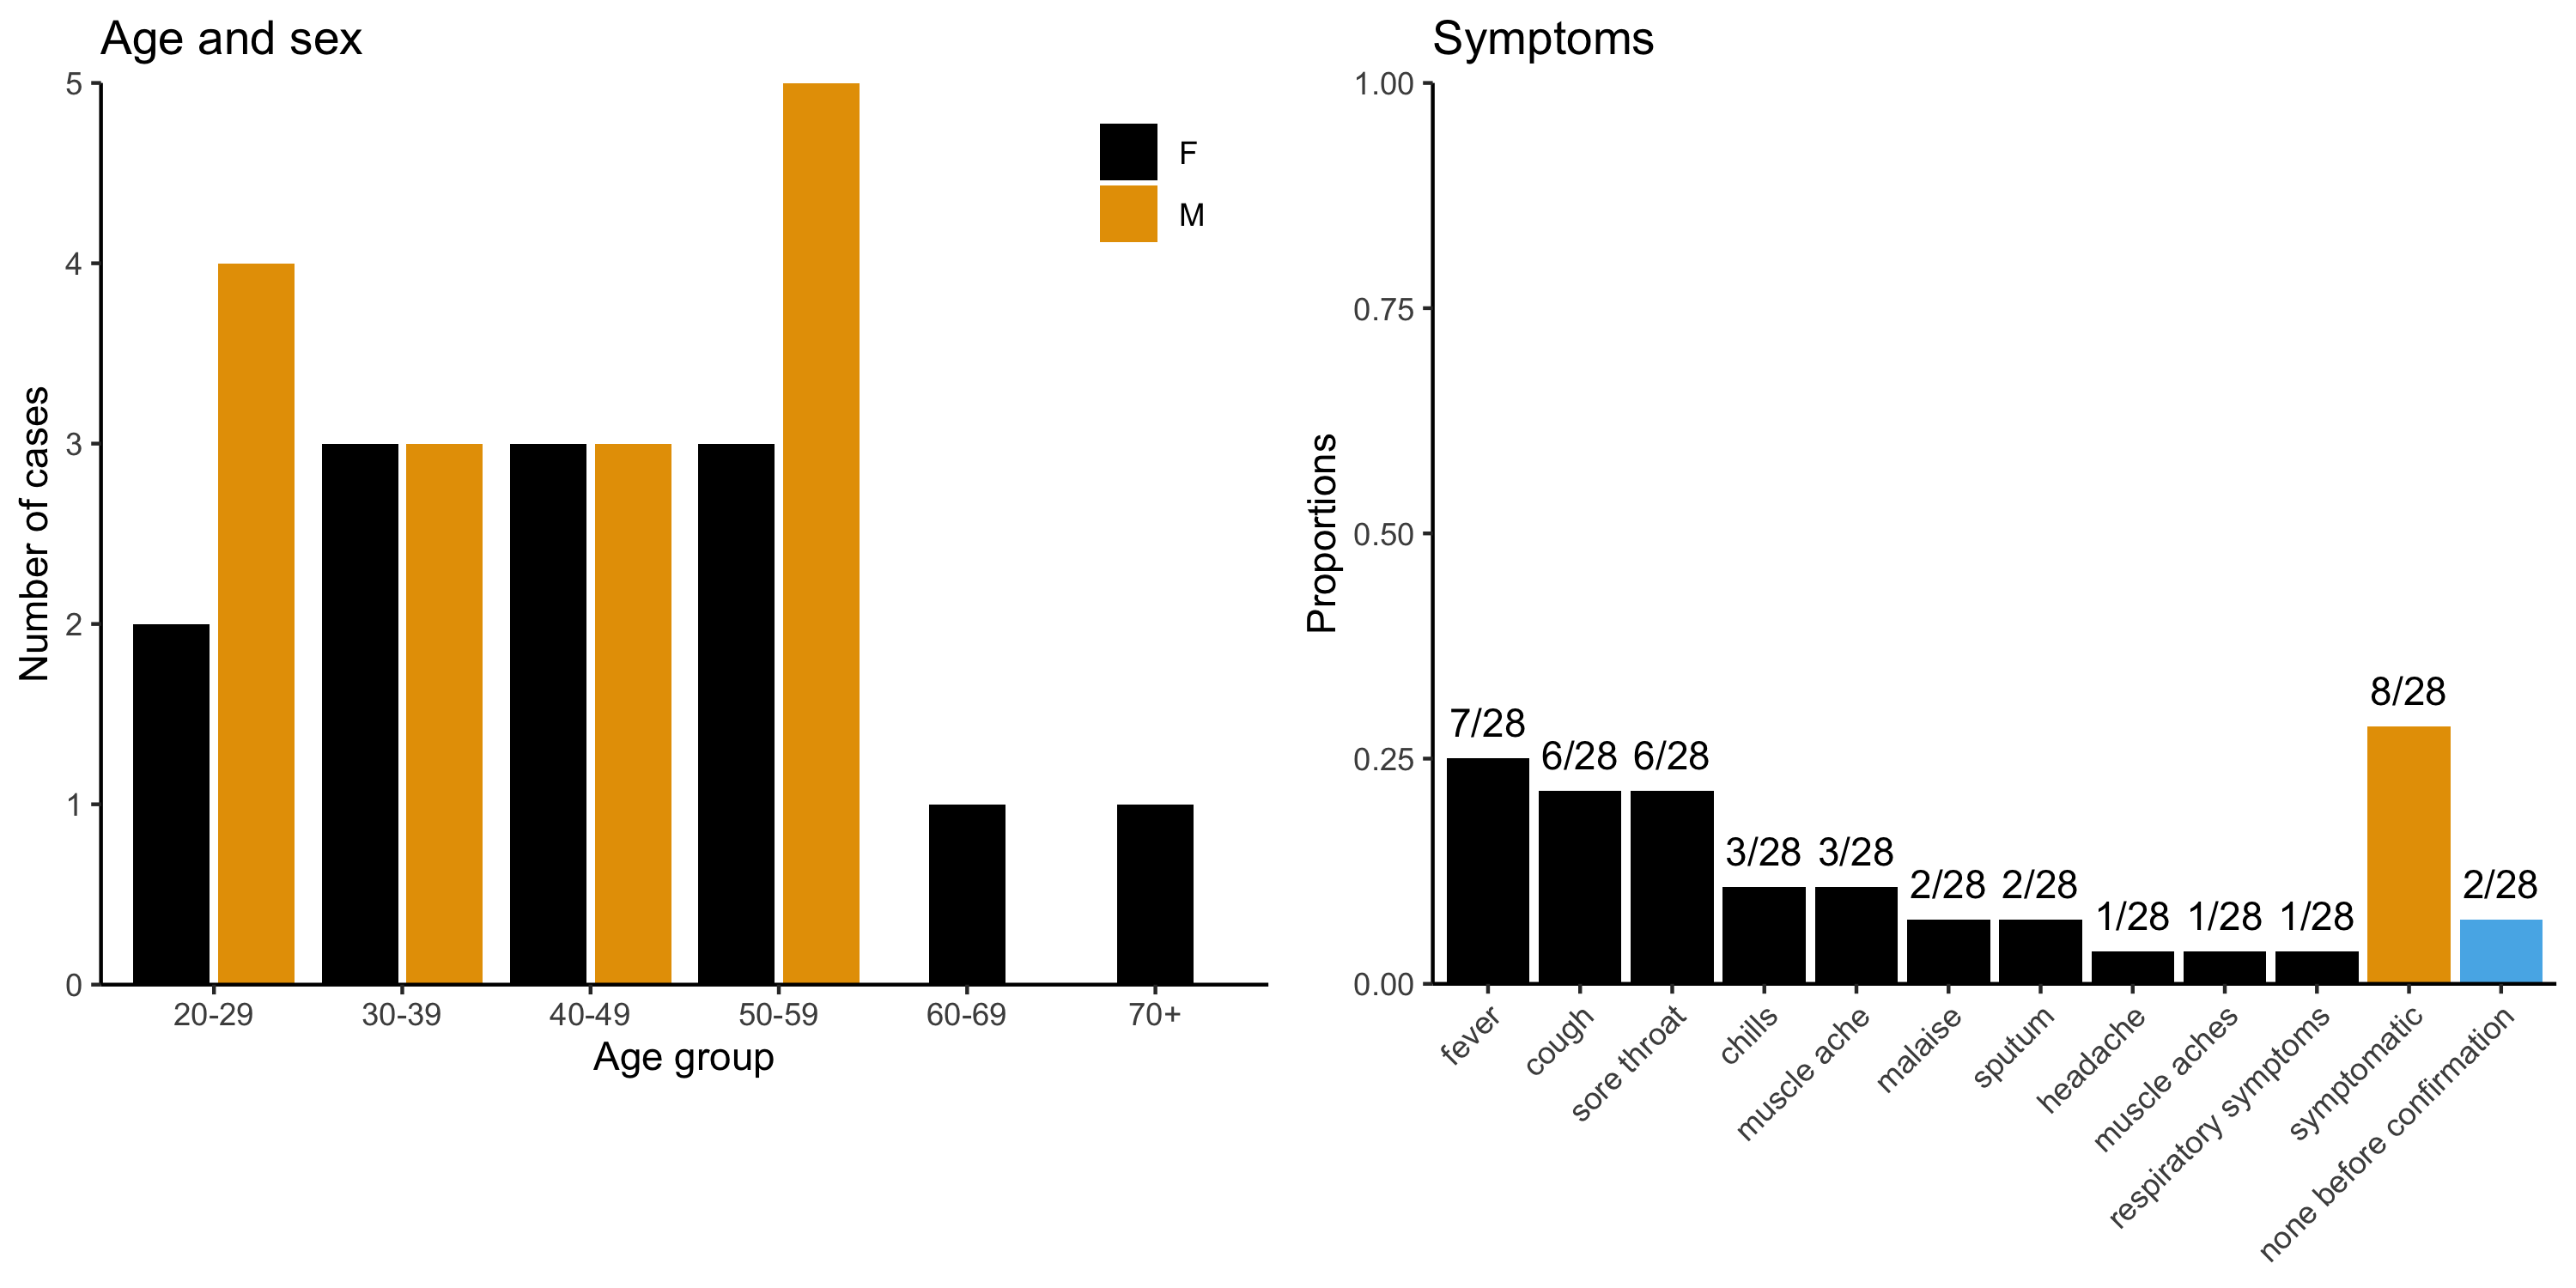 Age and sex
5
4
3
2
1
0
Number of cases
F
M
20-29 30-39 40-49 50-59 60-69 70+
Age group
Symptoms
1.00
0.75
0.50
0.25
0.00
Proportions
7/28 6/28 6/28 3/28 3/28 2/28 2/28 1/28 1/28 1/28 8/28 2/28
fever
cough
sore throat
chills
muscle ache
malaise
sputum
headache
muscle aches
respiratory symptoms
symptomatic
none before confirmation